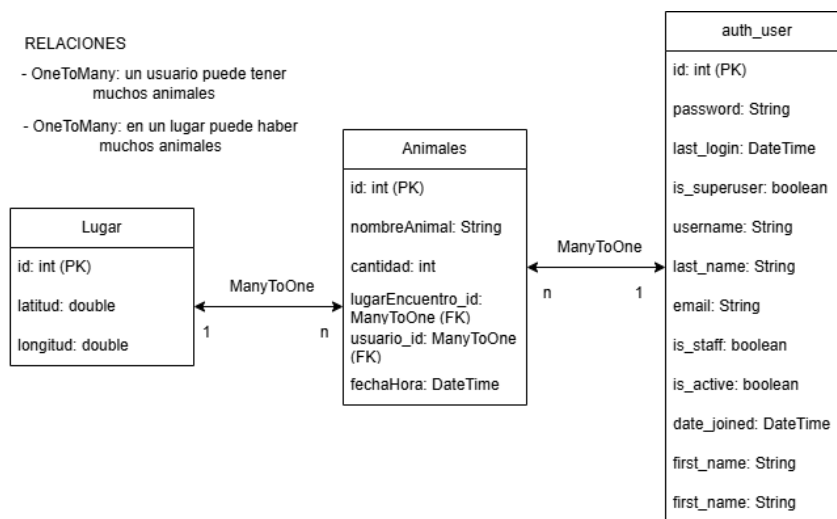 RELACIONES
- OneToMany: un usuario puede tener
muchos animales
- OneToMany: en un lugar puede haber
muchos animales
Lugar
id: int (PK)
latitud: double
longitud: double
ManyToOne
1
n
Animales
id: int (PK)
nombreAnimal: String
cantidad: int
lugarEncuentro_id:
ManyToOne (FK)
usuario_id: ManyToOne
(FK)
fechaHora: DateTime
ManyToOne
n
1
auth_user
id: int (PK)
password: String
last_login: DateTime
is_superuser: boolean
username: String
last_name: String
email: String
is_staff: boolean
is_active: boolean
date_joined: DateTime
first_name: String
first_name: String